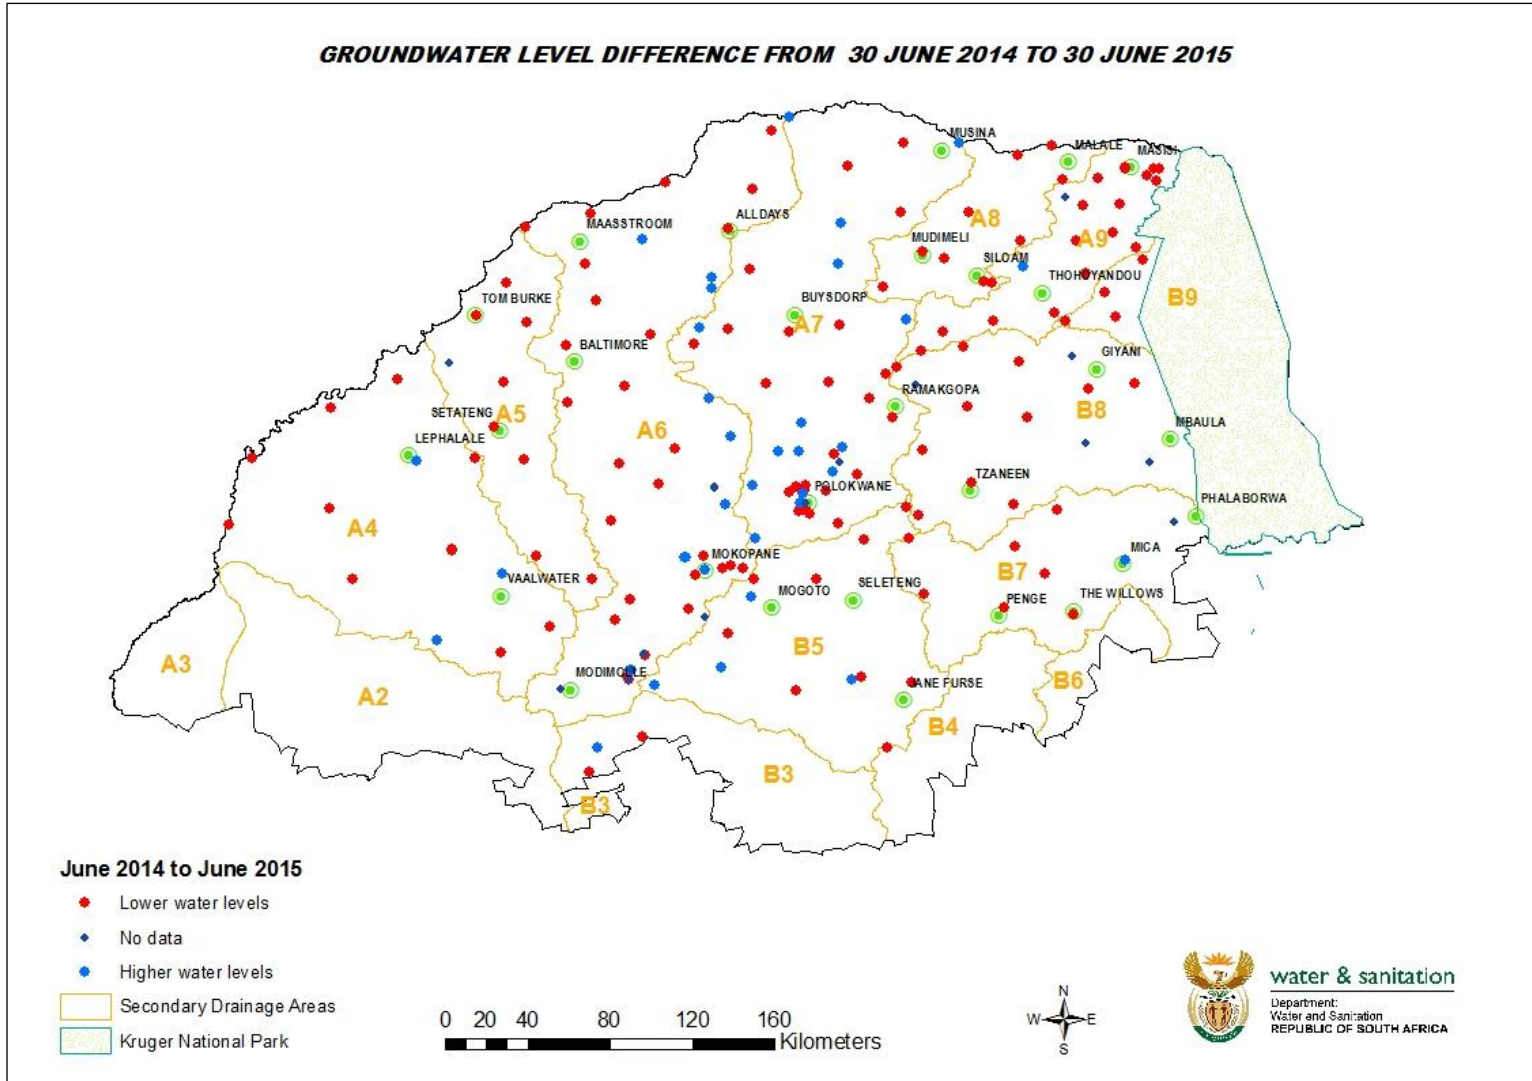 GROUNDWATER LEVEL DIFFERENCE FROM 30 JUNE 2014 TO 30 JUNE 2015
MUSINA
MALALE
MASISI
MAASSTROOM
ALLDAYS
A8
A9
MUDIMELI
SILOAM
THOHOYANDOU
B9
TOM BURKE
BUYSDORP
A7
BALTIMORE
GIYANI
RAMAKGOPA
SETATENG
A5
A6
B8
MBAULA
LEPHALALE
TZANEEN
POLOKWANE
PHALABORWA
A4
MOKOPANE
MICA
VAALWATER
B7
MOGOTO
SELETENG
PENGE
THE WILLOWS
A3
B5
MODIMOLLE
JANE FURSE
B6
A2
B4
B3
B3
June 2014 to June 2015
Lower water levels
No data
Higher water levels
Secondary Drainage Areas
Kruger National Park
0 20 40 80 120 160
Kilometers
N
W E
S
water & sanitation
Department:
Water and Sanitation
REPUBLIC OF SOUTH AFRICA